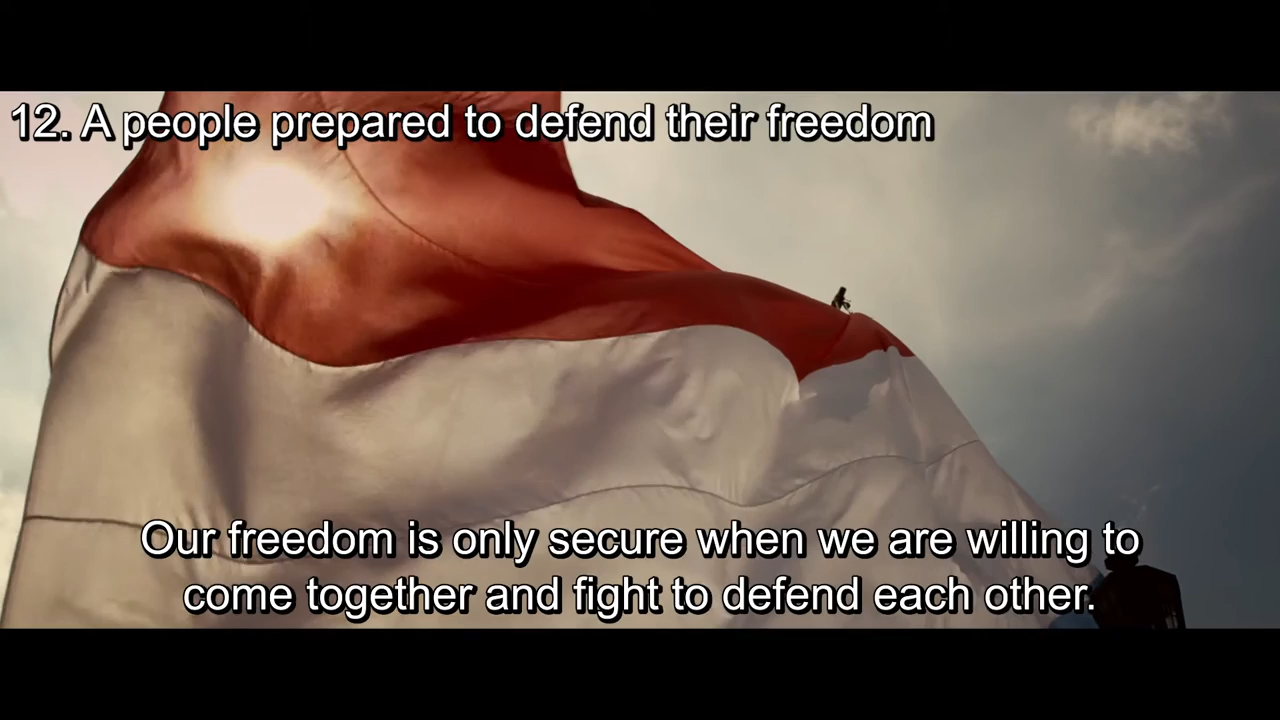 12. A people prepared to defend their freedom
Our freedom is only secure when we are willing to
come together and fight to defend each other.